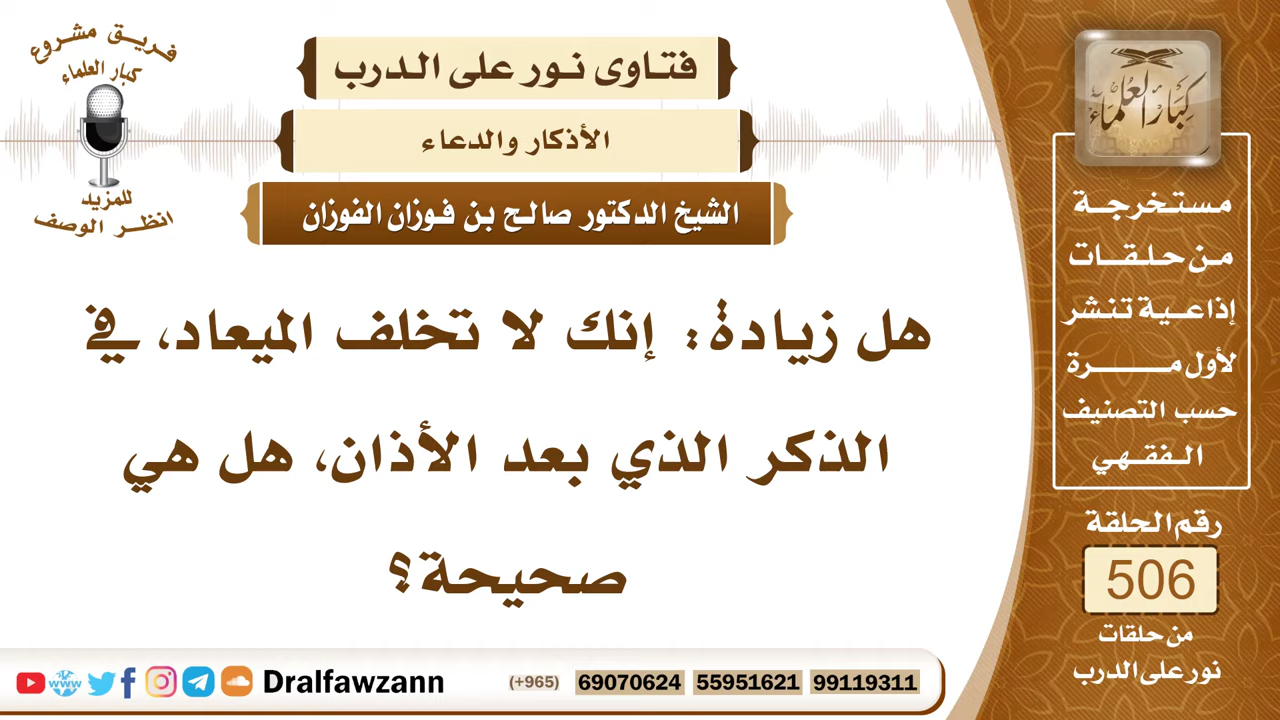 فريق مشروع
كبار العلماء
للمزيد
انظر الوصف
فتاوى نور على الدرب
الأذكار والدعاء
الشيخ الدكتور صالح بن فوزان الفوزان
هل زيادة: إنك لا تخلف الميعاد، في
الذكر الذي بعد الأذان، هل هي
صحيحة؟
كبار العلماء
مستخرجة
من حلقات
إذاعية تنشر
لأول مرة
حسب التصنيف
الفقهي
رقم الحلقة
506
من حلقات
نور على الدرب
www Dralfawzann (+965) 69070624 55951621 99119311